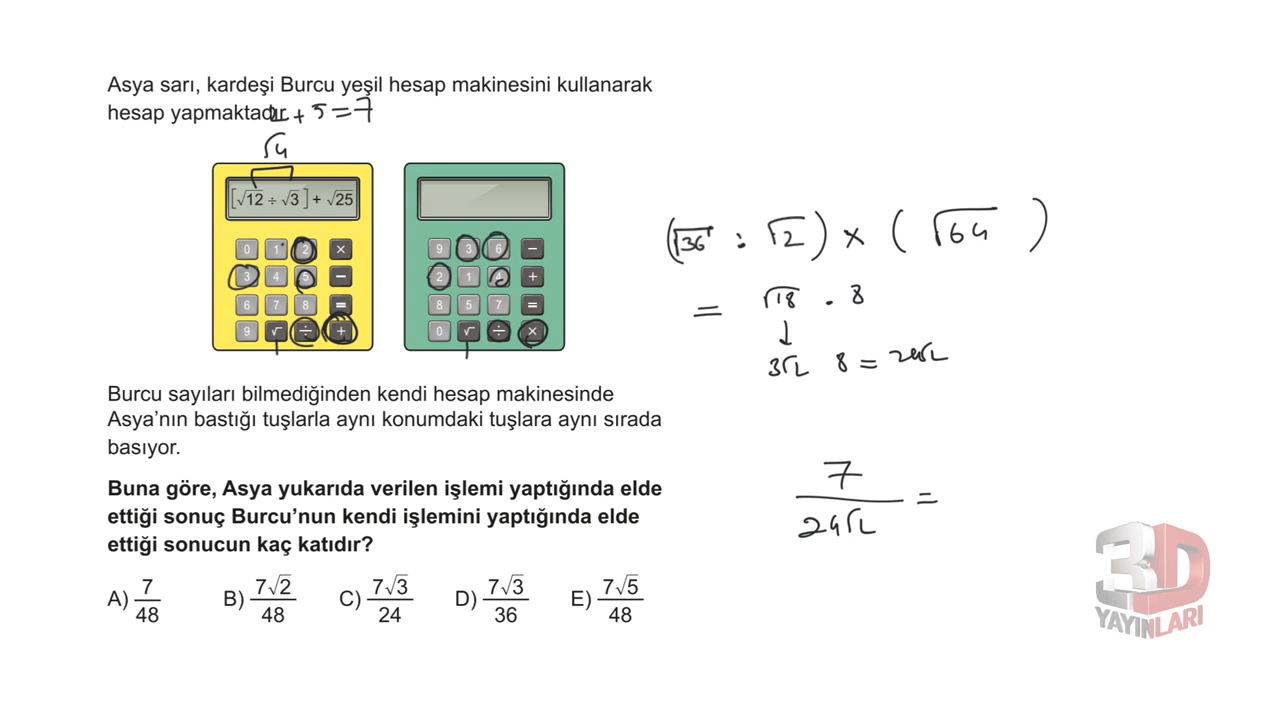 Asya sarı, kardeşi Burcu yeşil hesap makinesini kullanarak
hesap yapmaktadır.
2 + 5 = 7
√4
[√12 ÷ √3] + √25
0 1 2 ×
3 4 5 −
6 7 8 =
9 √ ÷ +
9 3 6 −
2 1 4 +
8 5 7 =
0 √ ÷ ×
(√36 : √2) × (√64)
= √18 . 8
↓
3√2 8 = 24√2
Burcu sayıları bilmediğinden kendi hesap makinesinde
Asya’nın bastığı tuşlarla aynı konumdaki tuşlara aynı sırada
basıyor.
7
24√2 =
Buna göre, Asya yukarıda verilen işlemi yaptığında elde
ettiği sonuç Burcu’nun kendi işlemini yaptığında elde
ettiği sonucun kaç katıdır?
A) 7/48 B) 7√2/48 C) 7√3/24 D) 7√3/36 E) 7√5/48
3D
YAYINLARI